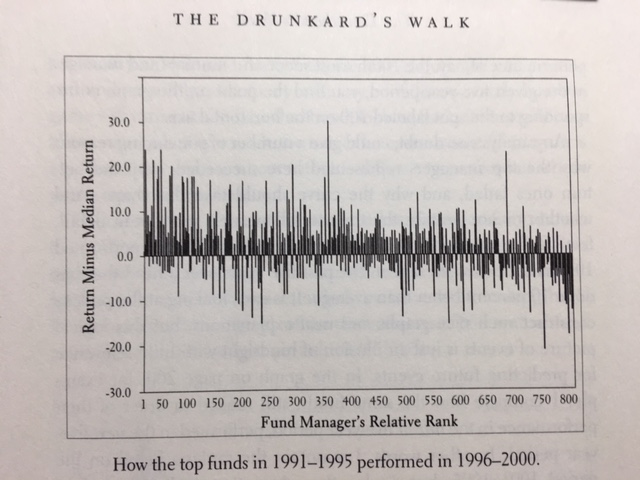 THE DRUNKARD'S WALK
Return Minus Median Return
30.0
20.0
10.0
0.0
-10.0
-20.0
-30.0
1 50 100 150 200 250 300 350 400 450 500 550 600 650 700 750 800
Fund Manager's Relative Rank
How the top funds in 1991–1995 performed in 1996–2000.